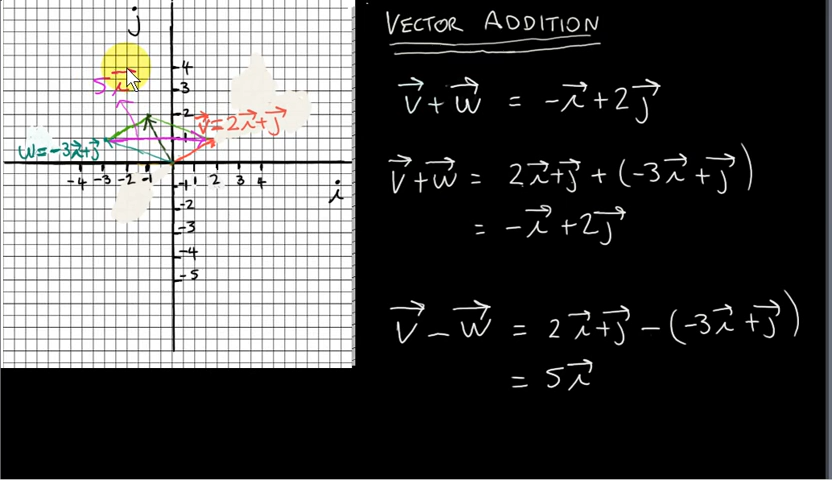 j
4
3
2
1
5i⃗
v⃗ = 2i⃗+j⃗
w = -3i⃗+j⃗
-4 -3 -2 -1 1 2 3 4
i
-1
-2
-3
-4
-5
VECTOR ADDITION
v⃗ + w⃗ = -i⃗ + 2j⃗
v⃗ + w⃗ = 2i⃗+j⃗ + (-3i⃗+j⃗)
= -i⃗ + 2j⃗
v⃗ - w⃗ = 2i⃗+j⃗ - (-3i⃗+j⃗)
= 5i⃗